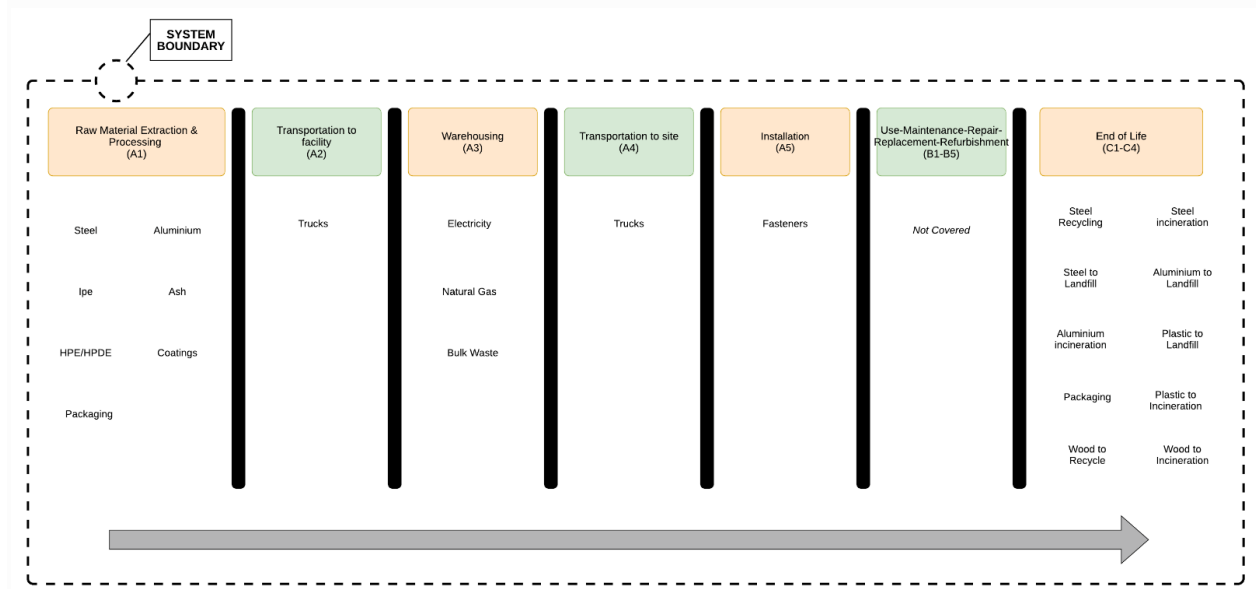 SYSTEM
BOUNDARY
Raw Material Extraction &
Processing
(A1)
Transportation to
facility
(A2)
Warehousing
(A3)
Transportation to site
(A4)
Installation
(A5)
Use-Maintenance-Repair-
Replacement-Refurbishment
(B1-B5)
End of Life
(C1-C4)
Steel
Aluminium
Ipe
Ash
HPE/HPDE
Coatings
Packaging
Trucks
Electricity
Natural Gas
Bulk Waste
Trucks
Fasteners
Not Covered
Steel
Recycling
Steel
incineration
Steel to
Landfill
Aluminium to
Landfill
Aluminium
incineration
Plastic to
Landfill
Packaging
Plastic to
Incineration
Wood to
Recycle
Wood to
Incineration